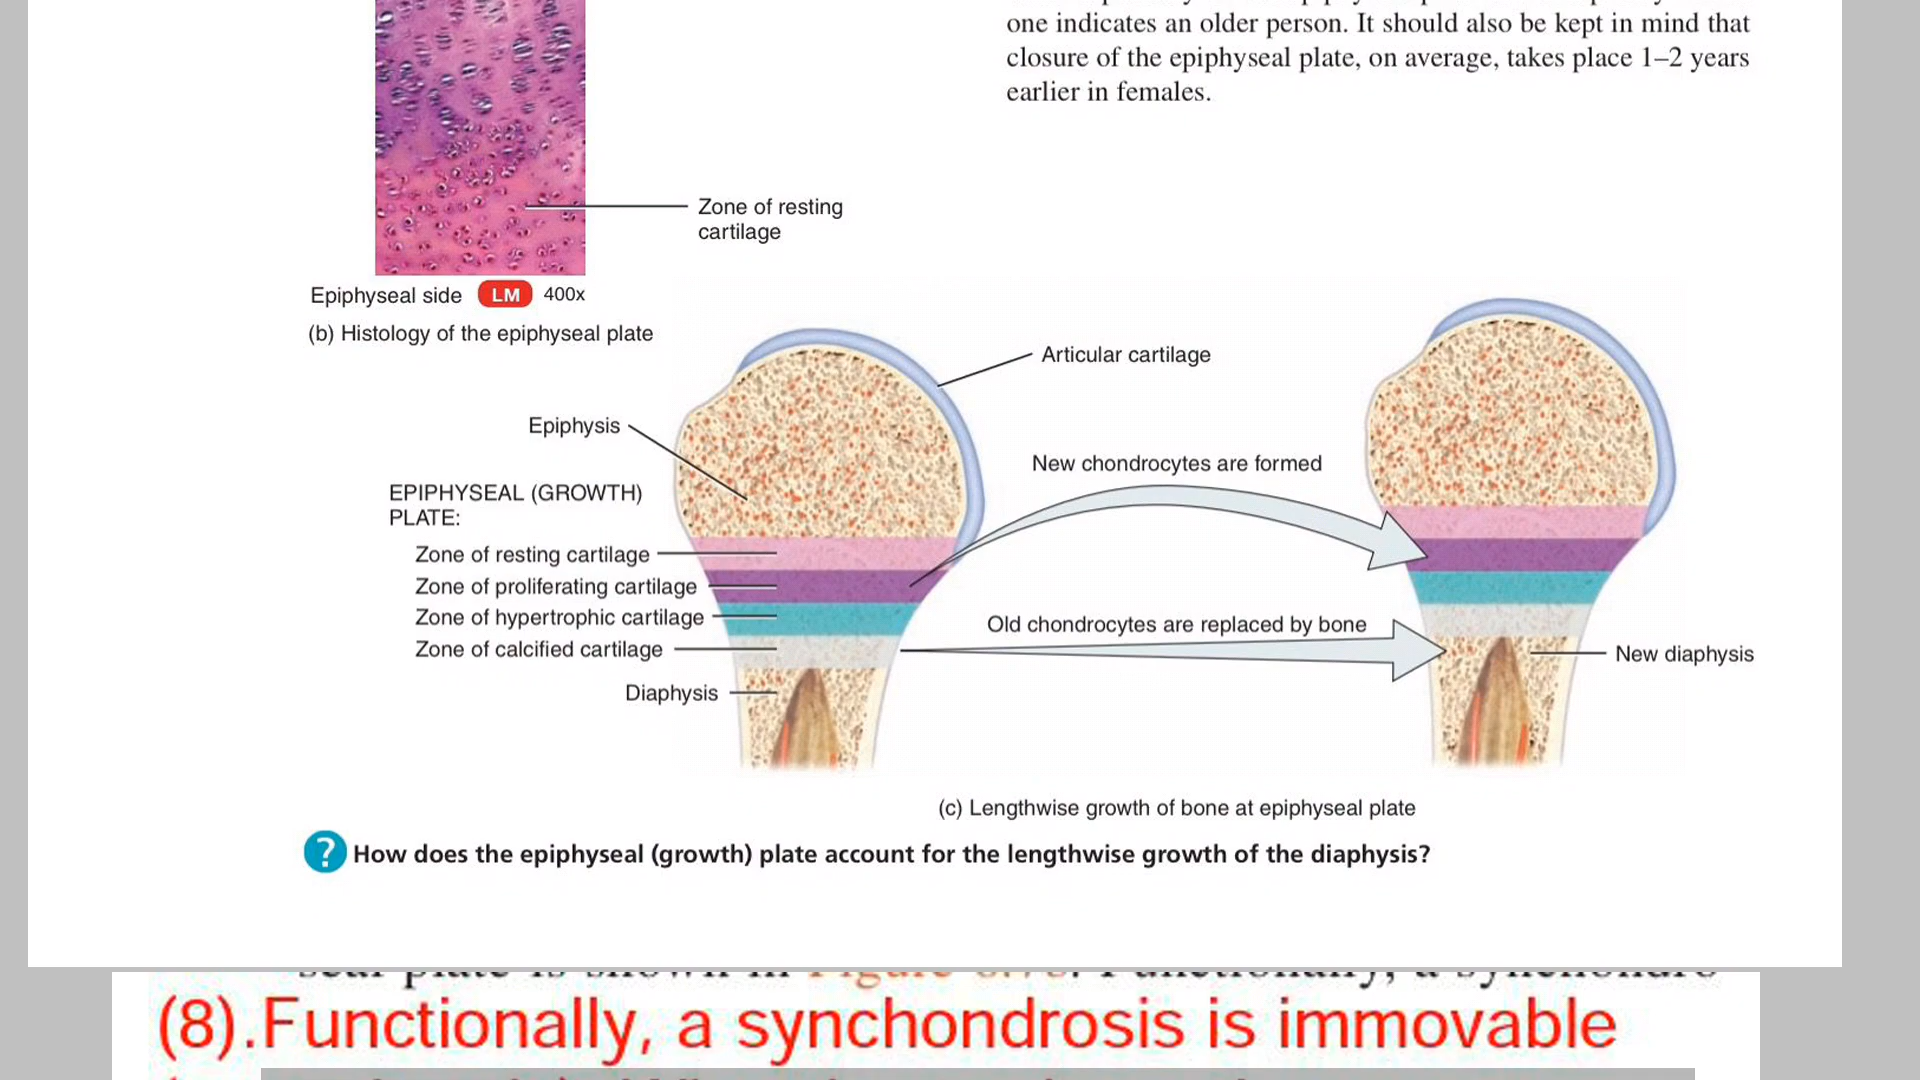 one indicates an older person. It should also be kept in mind that
closure of the epiphyseal plate, on average, takes place 1–2 years
earlier in females.
Zone of resting
cartilage
Epiphyseal side LM 400x
(b) Histology of the epiphyseal plate
Articular cartilage
Epiphysis
New chondrocytes are formed
EPIPHYSEAL (GROWTH)
PLATE:
Zone of resting cartilage
Zone of proliferating cartilage
Zone of hypertrophic cartilage
Old chondrocytes are replaced by bone
Zone of calcified cartilage
New diaphysis
Diaphysis
(c) Lengthwise growth of bone at epiphyseal plate
? How does the epiphyseal (growth) plate account for the lengthwise growth of the diaphysis?
(8).Functionally, a synchondrosis is immovable